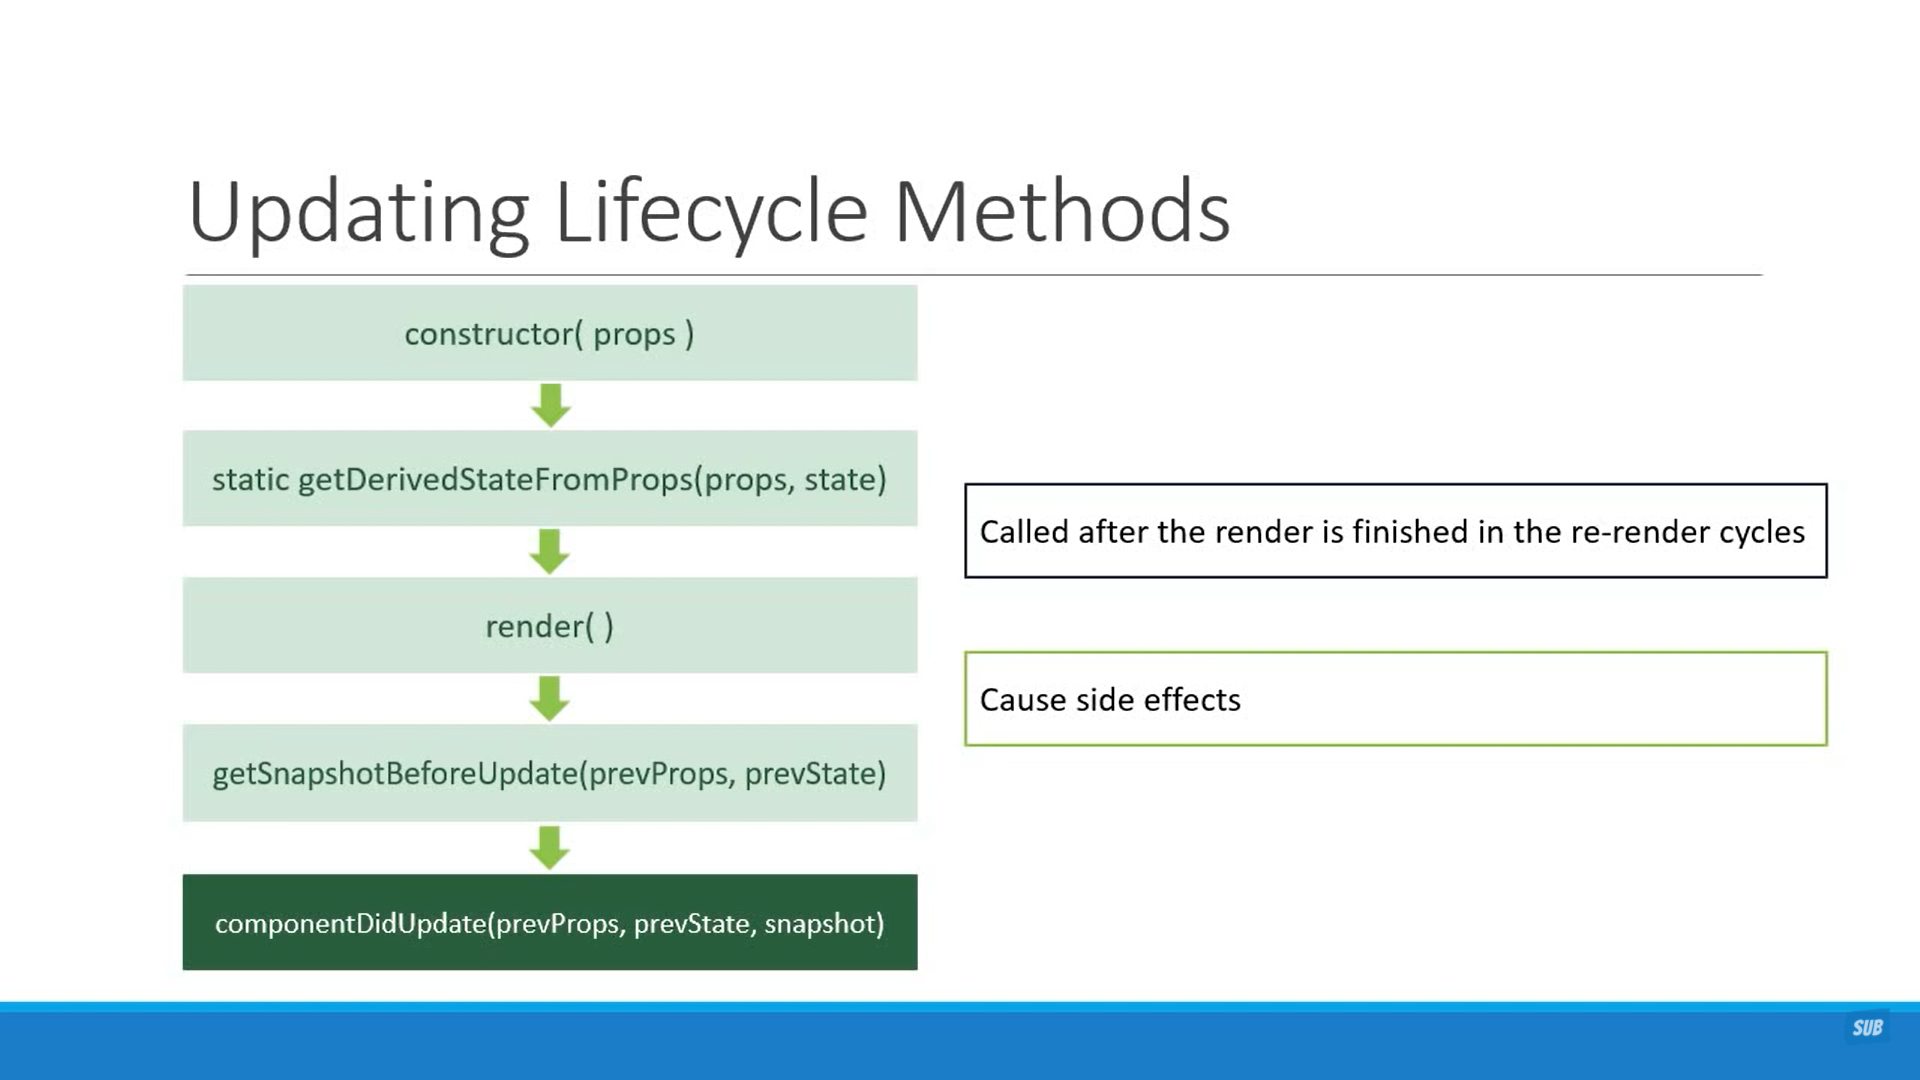 Updating Lifecycle Methods
constructor( props )
static getDerivedStateFromProps(props, state)
render( )
getSnapshotBeforeUpdate(prevProps, prevState)
componentDidUpdate(prevProps, prevState, snapshot)
Called after the render is finished in the re-render cycles
Cause side effects
SUB